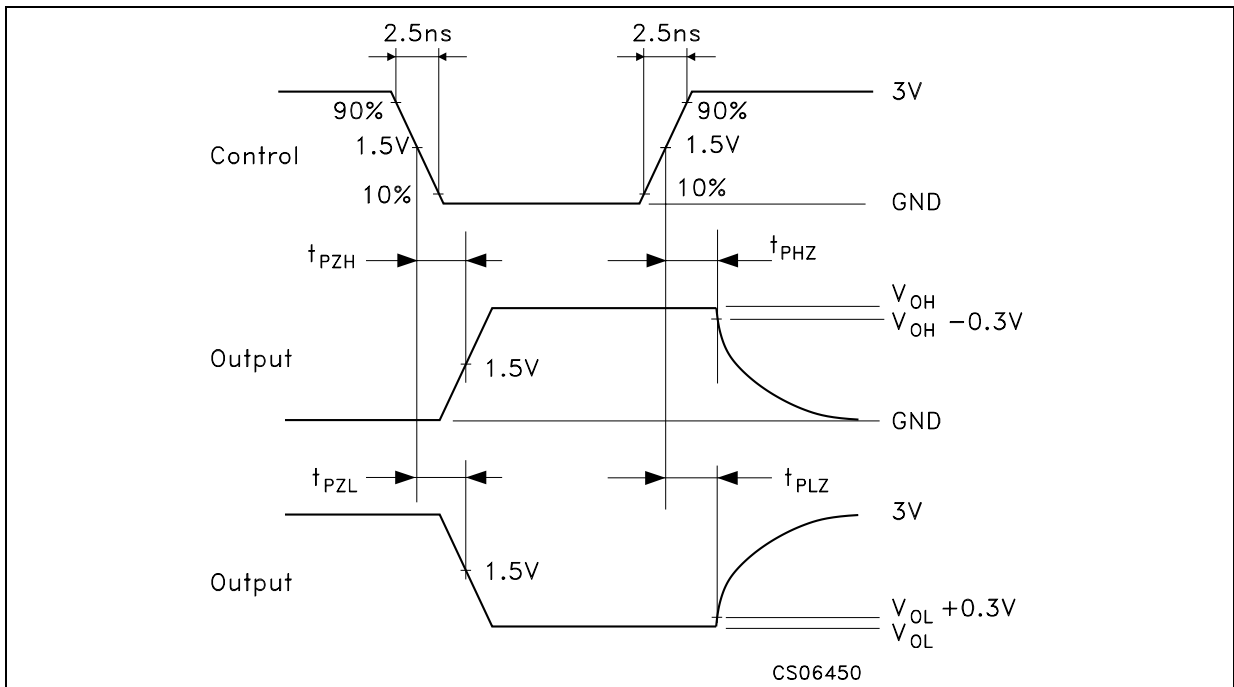 2.5ns 2.5ns
3V
90% 90%
1.5V 1.5V
Control
10% 10%
GND
tPZH tPHZ
VOH
VOH -0.3V
Output
1.5V
GND
tPZL tPLZ
3V
1.5V
Output
VOL +0.3V
VOL
CS06450